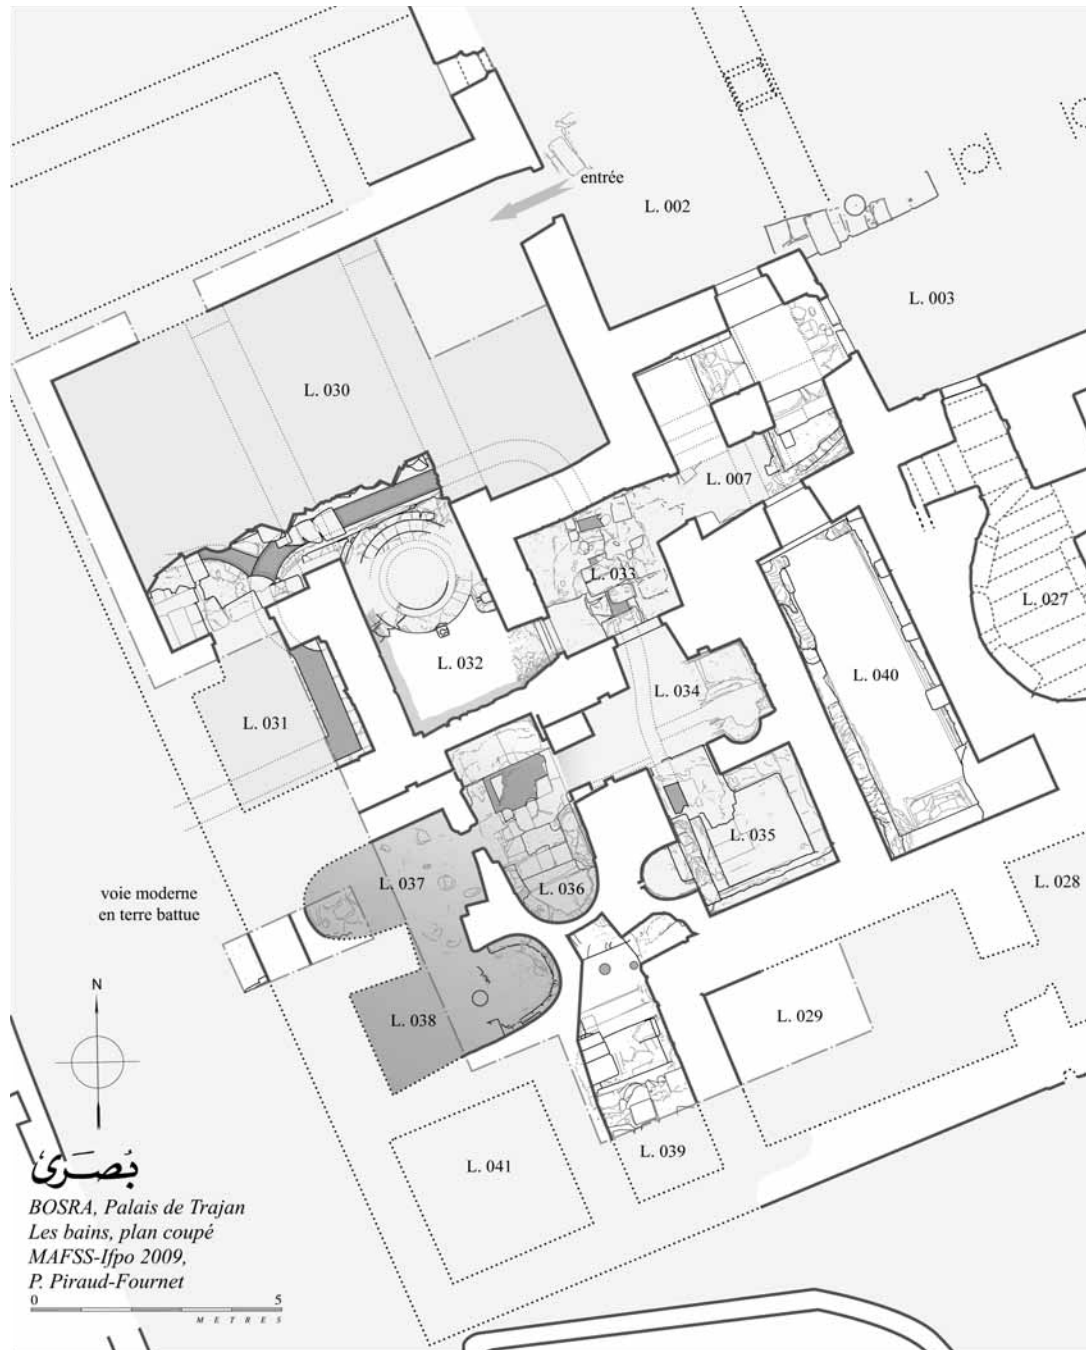 entrée
L. 002
L. 003
L. 030
L. 007
L. 033
L. 027
L. 032
L. 034
L. 040
L. 031
L. 035
L. 037
L. 036
L. 028
voie moderne
en terre battue
N
L. 038
L. 029
L. 041
L. 039
بُصرَى
BOSRA, Palais de Trajan
Les bains, plan coupé
MAFSS-Ifpo 2009,
P. Piraud-Fournet
0 5
METRES